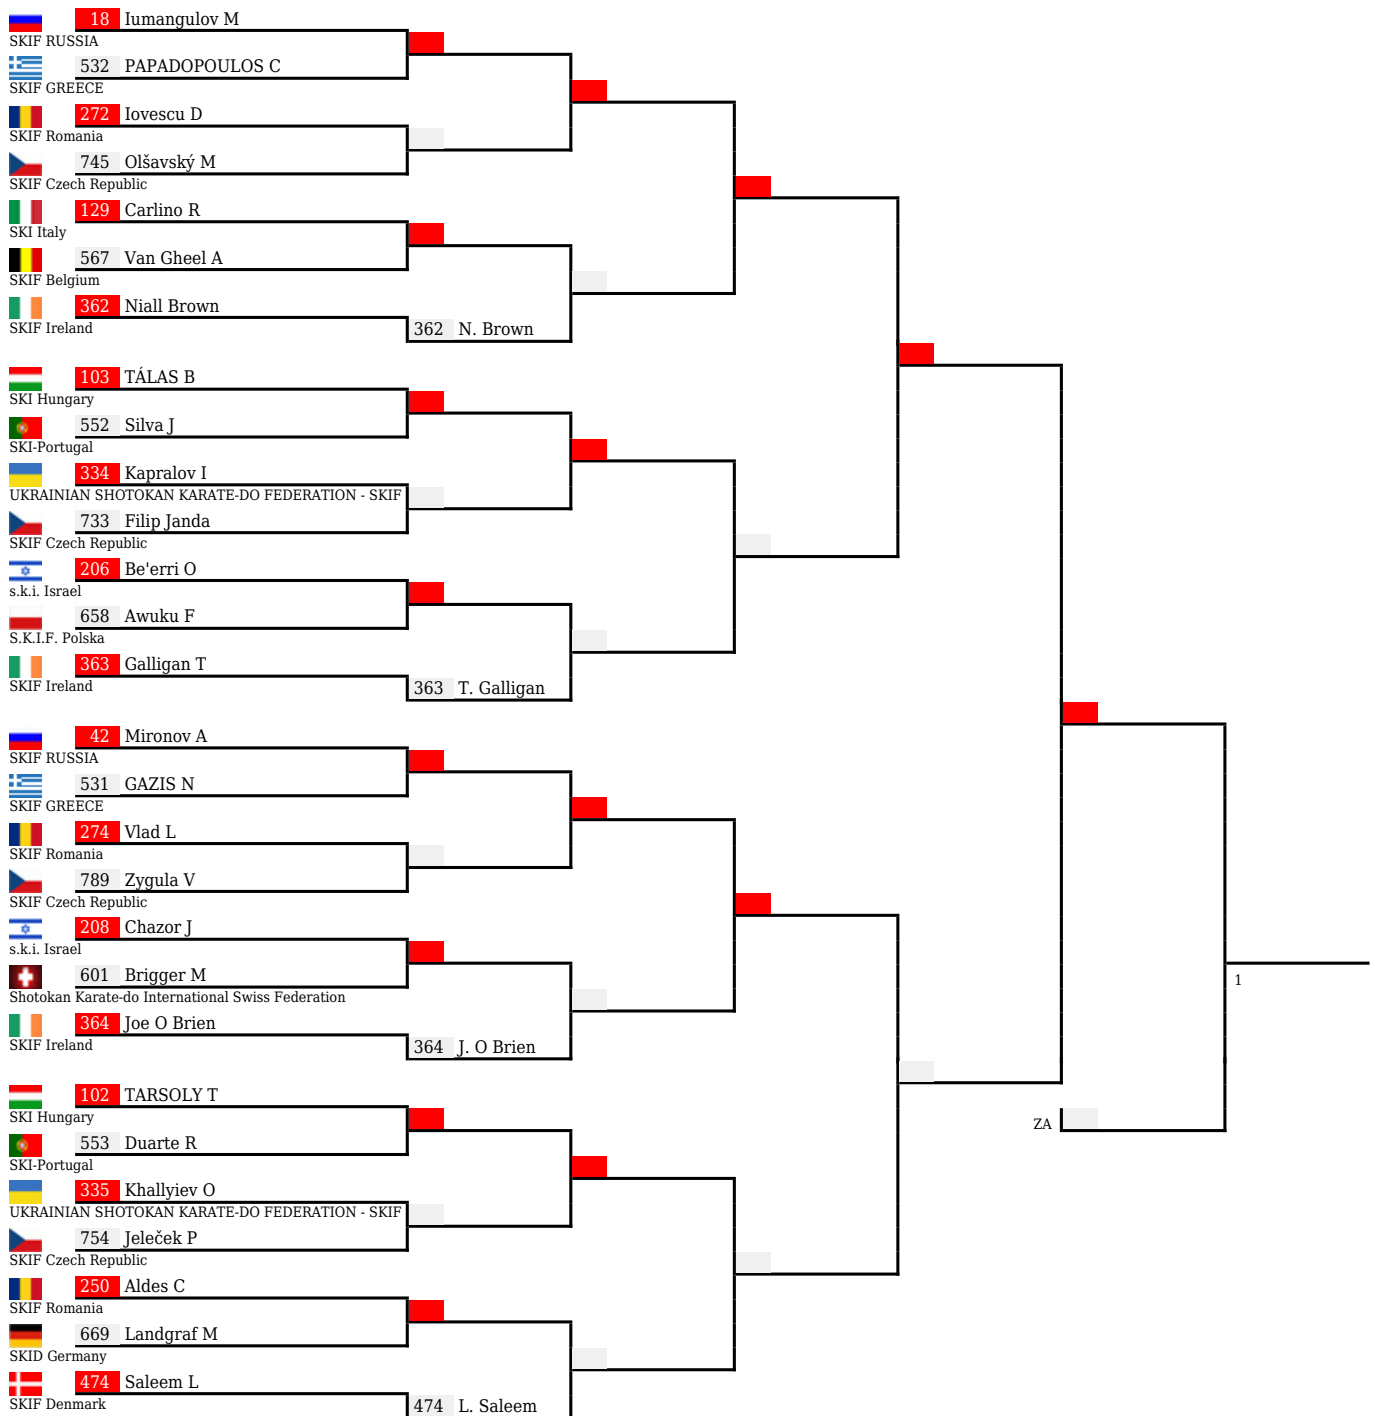 18 Iumangulov M
SKIF RUSSIA
532 PAPADOPOULOS C
SKIF GREECE
272 Iovescu D
SKIF Romania
745 Olšavský M
SKIF Czech Republic
129 Carlino R
SKI Italy
567 Van Gheel A
SKIF Belgium
362 Niall Brown
SKIF Ireland
362 N. Brown
103 TÁLAS B
SKI Hungary
552 Silva J
SKI-Portugal
334 Kapralov I
UKRAINIAN SHOTOKAN KARATE-DO FEDERATION - SKIF
733 Filip Janda
SKIF Czech Republic
206 Be'erri O
s.k.i. Israel
658 Awuku F
S.K.I.F. Polska
363 Galligan T
SKIF Ireland
363 T. Galligan
42 Mironov A
SKIF RUSSIA
531 GAZIS N
SKIF GREECE
274 Vlad L
SKIF Romania
789 Zygula V
SKIF Czech Republic
208 Chazor J
s.k.i. Israel
601 Brigger M
Shotokan Karate-do International Swiss Federation
1
364 Joe O Brien
SKIF Ireland
364 J. O Brien
102 TARSOLY T
SKI Hungary
ZA
553 Duarte R
SKI-Portugal
335 Khallyiev O
UKRAINIAN SHOTOKAN KARATE-DO FEDERATION - SKIF
754 Jeleček P
SKIF Czech Republic
250 Aldes C
SKIF Romania
669 Landgraf M
SKID Germany
474 Saleem L
SKIF Denmark
474 L. Saleem